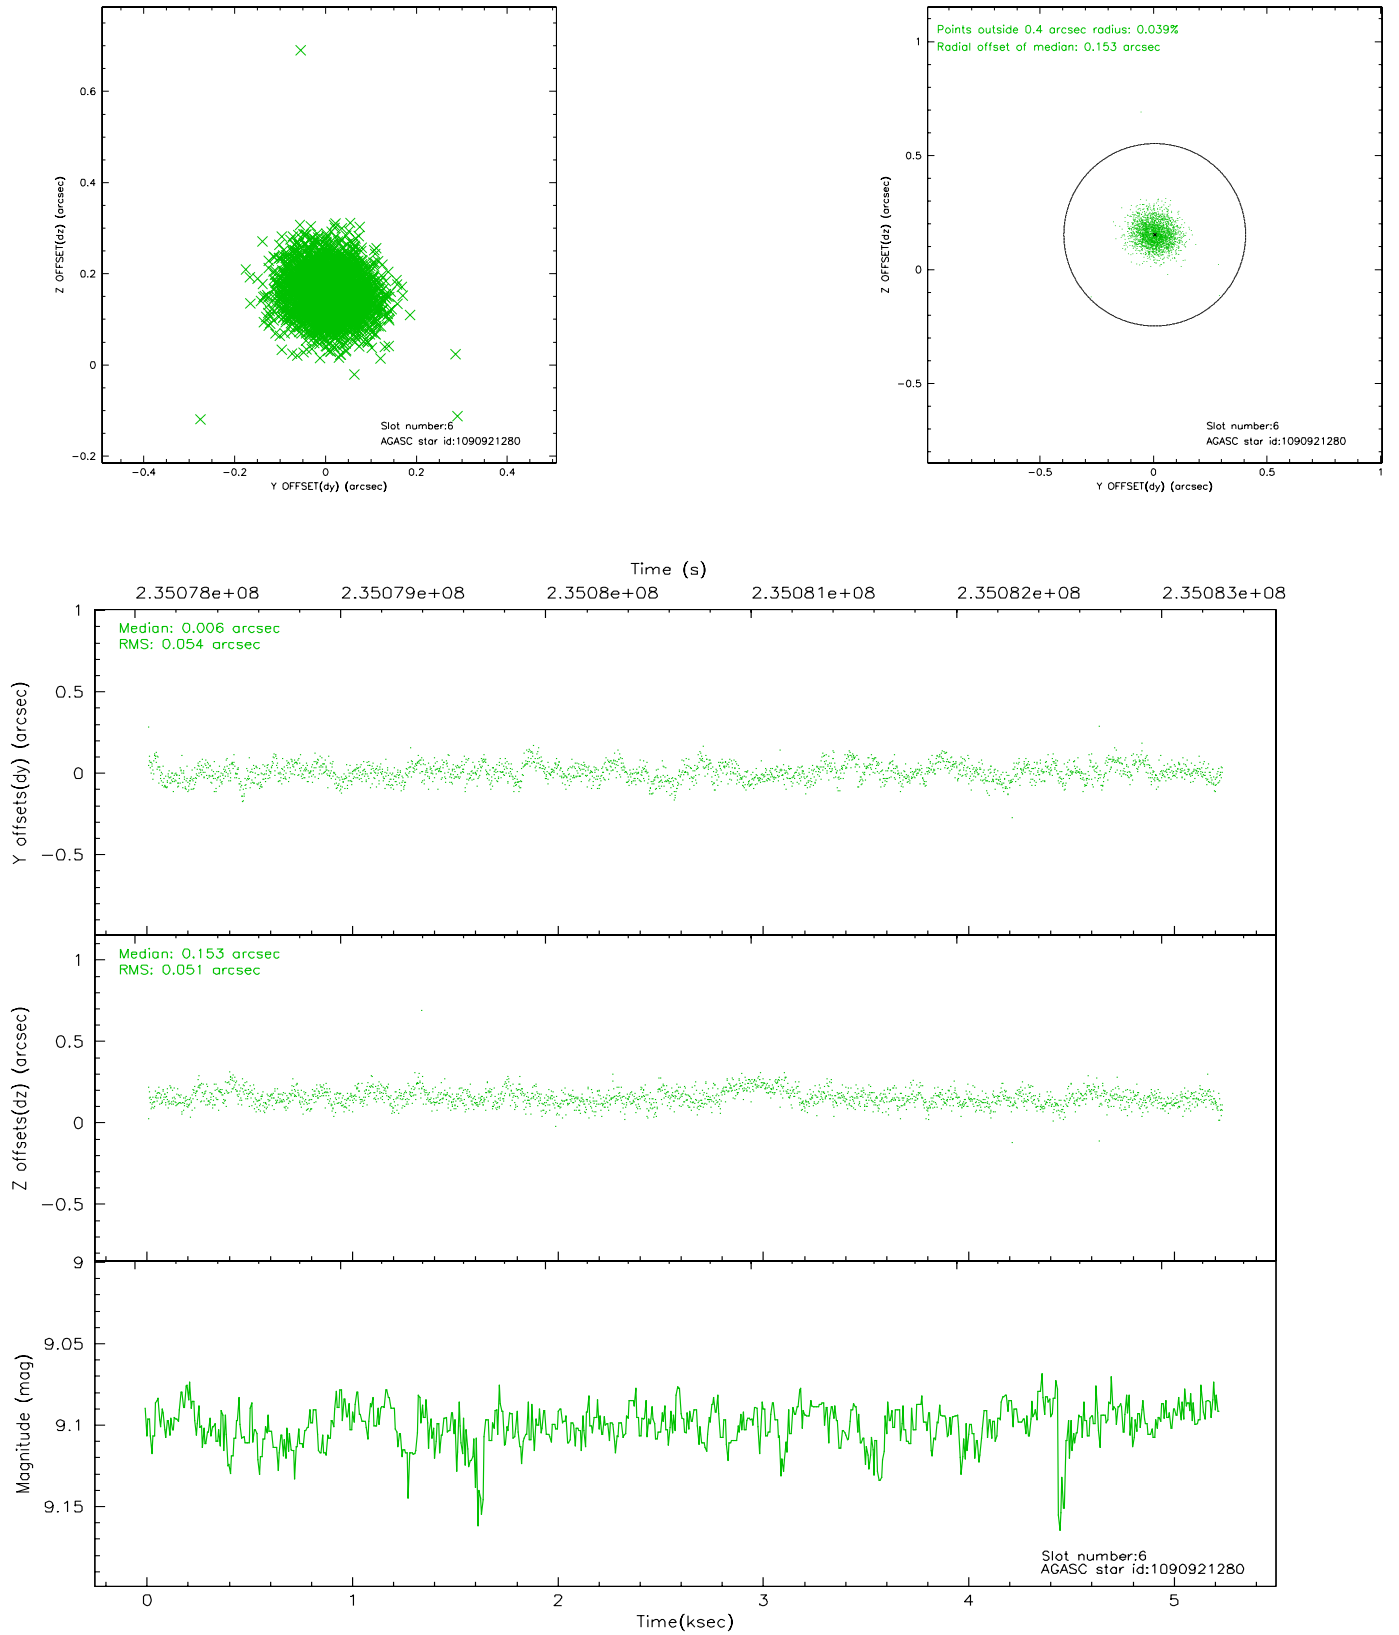 0.6
0.4
0.2
0
−0.2
−0.4
−0.2
0
0.2
0.4
Z OFFSET(dz) (arcsec)
Y OFFSET(dy) (arcsec)
Slot number:6
AGASC star id:1090921280
Points outside 0.4 arcsec radius: 0.039%
Radial offset of median: 0.153 arcsec
1
0.5
0
−0.5
−0.5
0
0.5
1
Z OFFSET(dz) (arcsec)
Y OFFSET(dy) (arcsec)
Slot number:6
AGASC star id:1090921280
Time (s)
2.35078e+08
2.35079e+08
2.3508e+08
2.35081e+08
2.35082e+08
2.35083e+08
Median: 0.006 arcsec
RMS: 0.054 arcsec
1
0.5
0
−0.5
Y offsets(dy) (arcsec)
Median: 0.153 arcsec
RMS: 0.051 arcsec
1
0.5
0
−0.5
Z offsets(dz) (arcsec)
9
9.05
9.1
9.15
Magnitude (mag)
Slot number:6
AGASC star id:1090921280
0
1
2
3
4
5
Time(ksec)